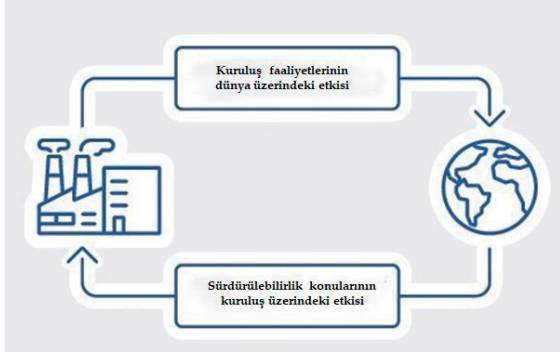 Kuruluş faaliyetlerinin
dünya üzerindeki etkisi
Sürdürülebilirlik konularının
kuruluş üzerindeki etkisi